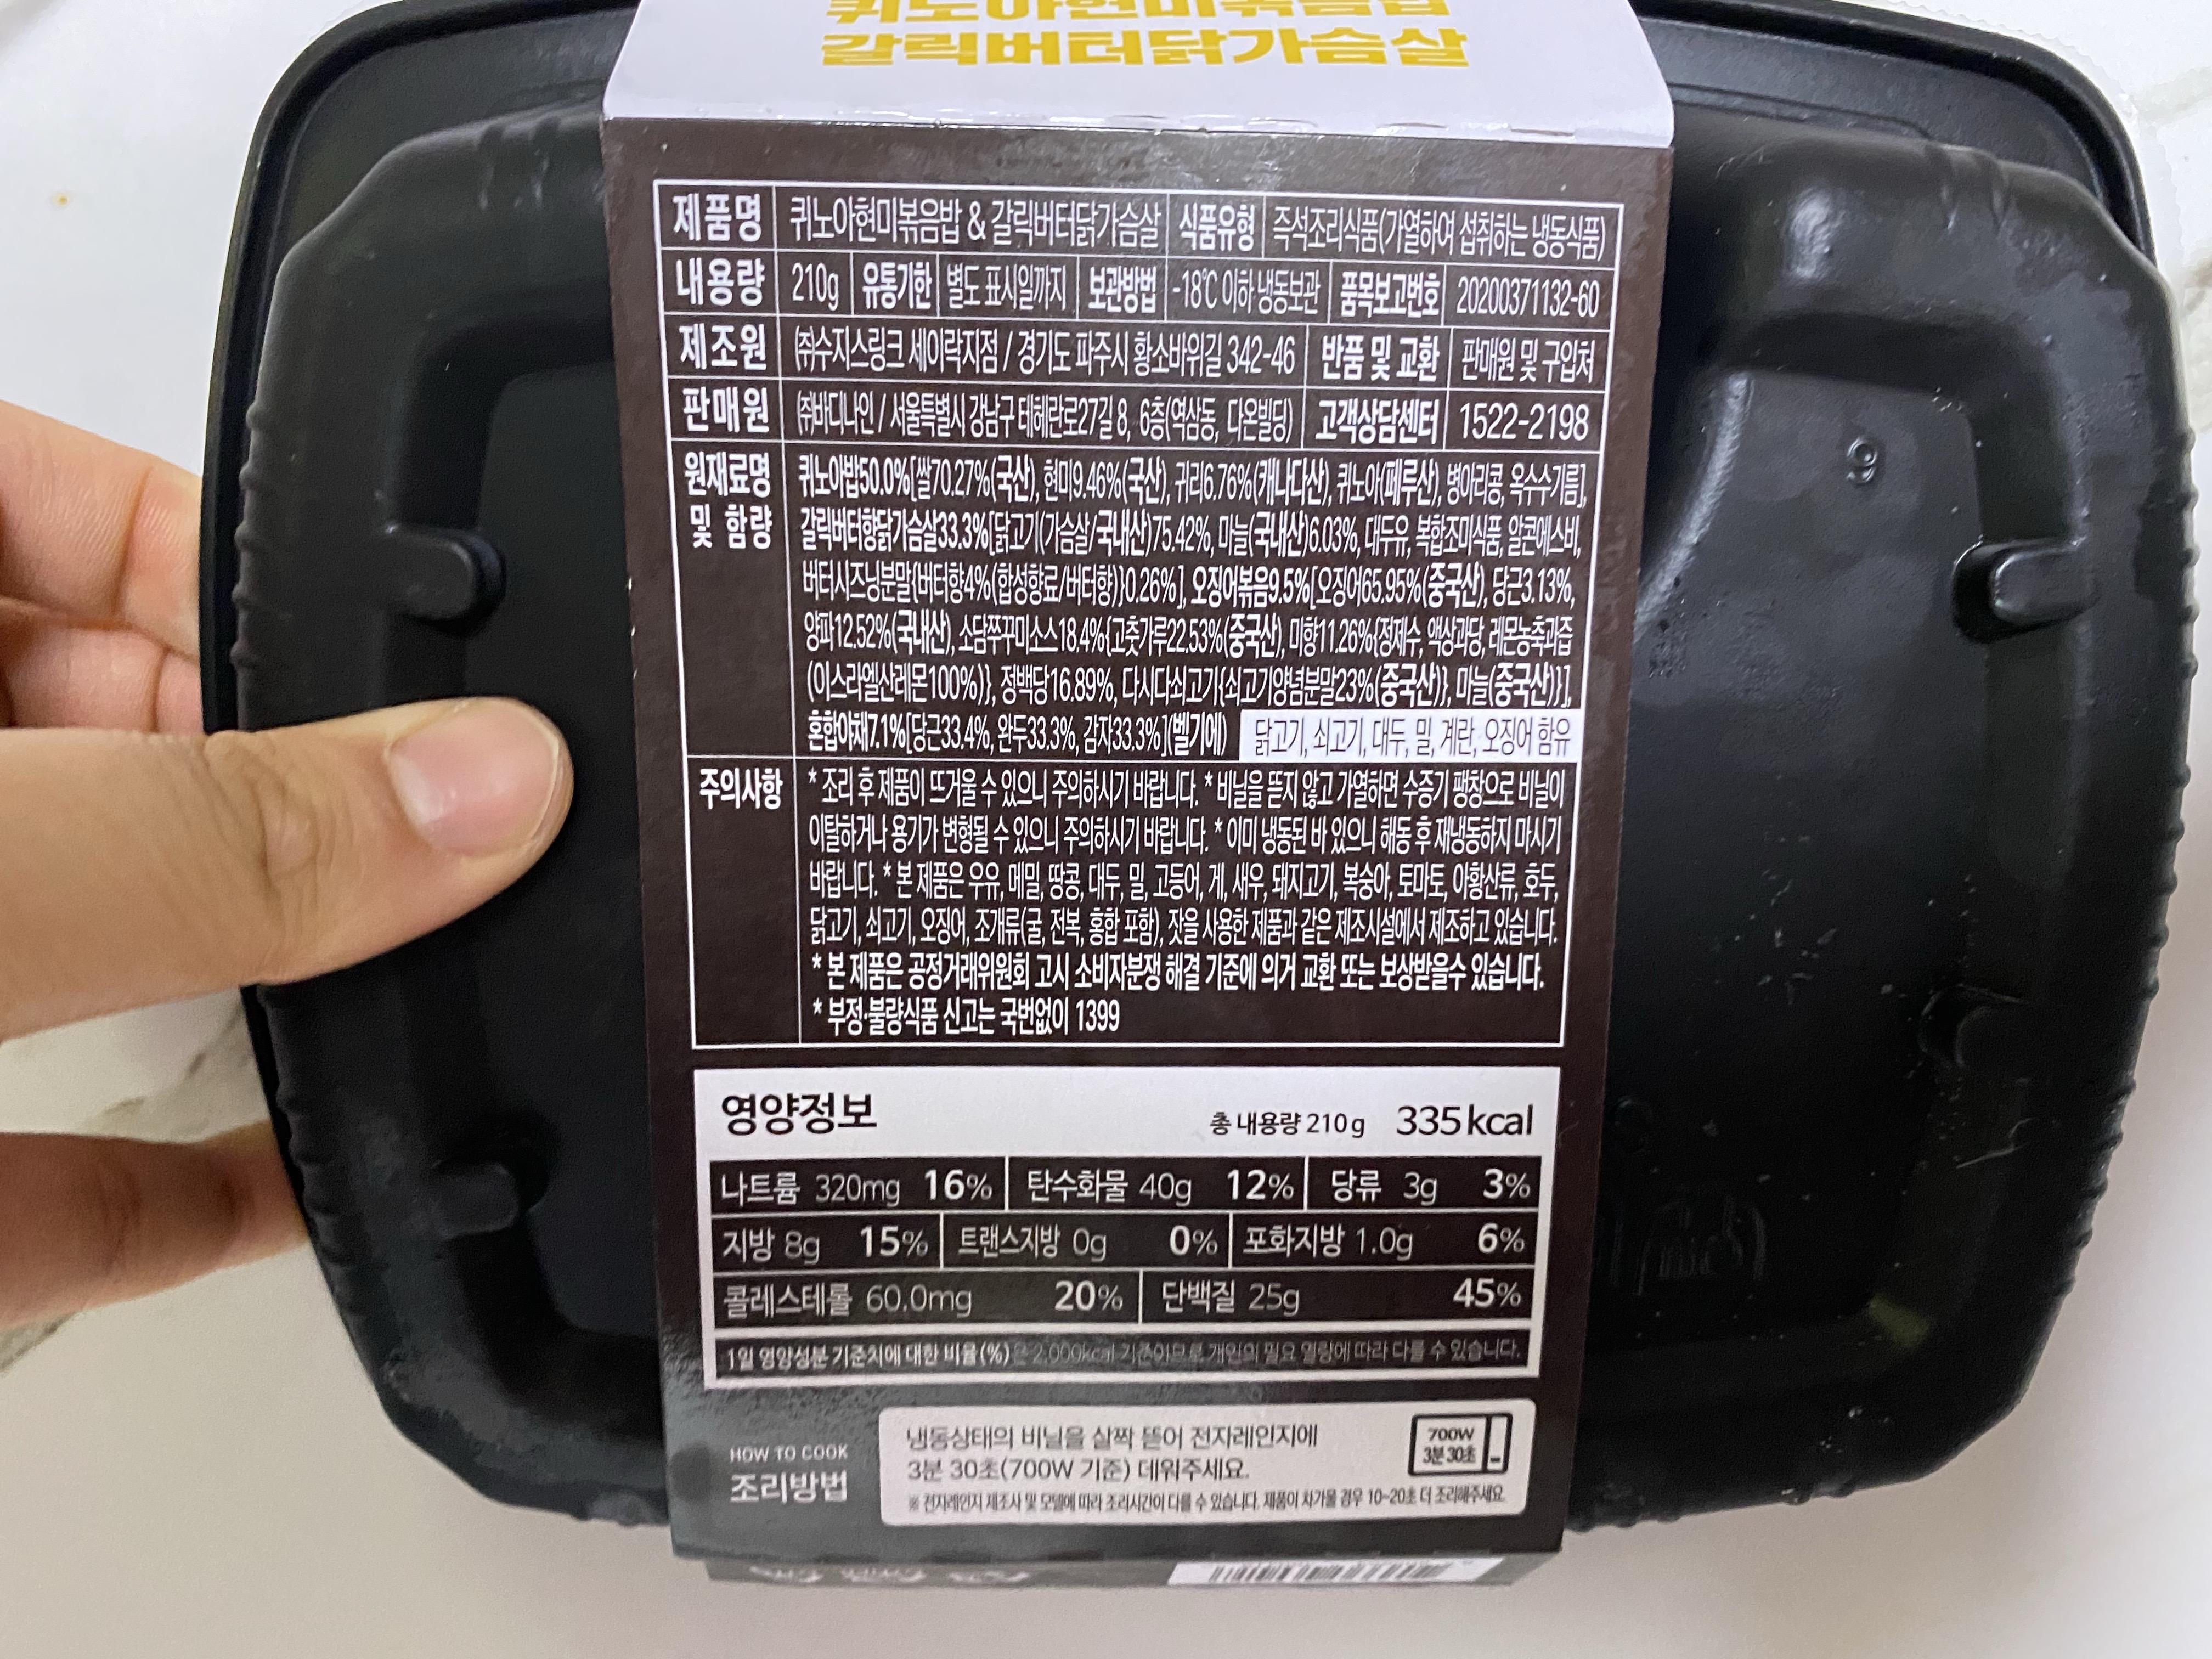 퀴노아현미볶음밥
갈릭버터닭가슴살
제품명 퀴노아현미볶음밥 & 갈릭버터닭가슴살 식품유형 즉석조리식품(가열하여 섭취하는 냉동식품)
내용량 210g 유통기한 별도 표시일까지 보관방법 -18℃ 이하 냉동보관 품목보고번호 20200371132-60
제조원 ㈜수지스링크 세이락지점 / 경기도 파주시 황소바위길 342-46 반품 및 교환 판매원 및 구입처
판매원 ㈜바디나인 / 서울특별시 강남구 테헤란로27길 8, 6층(역삼동, 다온빌딩) 고객상담센터 1522-2198
원재료명 퀴노아밥50.0%[쌀70.27%(국산), 현미9.46%(국산), 귀리6.76%(캐나다산), 퀴노아(페루산), 병아리콩, 옥수수기름],
및 함량 갈릭버터향닭가슴살33.3%[닭고기(가슴살/국내산)75.42%, 마늘(국내산)6.03%, 대두유, 복합조미식품, 알콘에스비,
버터시즈닝분말{버터향4%(합성향료/버터향)}0.26%], 오징어볶음9.5%[오징어65.95%(중국산), 당근3.13%,
양파12.52%(국내산), 소담쭈꾸미소스18.4%{고춧가루22.53%(중국산), 미향11.26%{정제수, 액상과당, 레몬농축과즙
(이스라엘산레몬100%)}, 정백당16.89%, 다시다쇠고기{쇠고기양념분말23%(중국산)}, 마늘(중국산)}],
혼합야채7.1%[당근33.4%, 완두33.3%, 감자33.3%](벨기에) 닭고기, 쇠고기, 대두, 밀, 계란, 오징어 함유
주의사항 * 조리 후 제품이 뜨거울 수 있으니 주의하시기 바랍니다. * 비닐을 뜯지 않고 가열하면 수증기 팽창으로 비닐이
이탈하거나 용기가 변형될 수 있으니 주의하시기 바랍니다. * 이미 냉동된 바 있으니 해동 후 재냉동하지 마시기
바랍니다. * 본 제품은 우유, 메밀, 땅콩, 대두, 밀, 고등어, 게, 새우, 돼지고기, 복숭아, 토마토, 아황산류, 호두,
닭고기, 쇠고기, 오징어, 조개류(굴, 전복, 홍합 포함), 잣을 사용한 제품과 같은 제조시설에서 제조하고 있습니다.
* 본 제품은 공정거래위원회 고시 소비자분쟁 해결 기준에 의거 교환 또는 보상받을수 있습니다.
* 부정·불량식품 신고는 국번없이 1399
영양정보 총 내용량 210g 335kcal
나트륨 320mg 16% 탄수화물 40g 12% 당류 3g 3%
지방 8g 15% 트랜스지방 0g 0% 포화지방 1.0g 6%
콜레스테롤 60.0mg 20% 단백질 25g 45%
1일 영양성분 기준치에 대한 비율(%)은 2,000kcal 기준이므로 개인의 필요 열량에 따라 다를 수 있습니다.
HOW TO COOK
조리방법
냉동상태의 비닐을 살짝 뜯어 전자레인지에
3분 30초(700W 기준) 데워주세요.
※ 전자레인지 제조사 및 모델에 따라 조리시간이 다를 수 있습니다. 제품이 차가울 경우 10~20초 더 조리해주세요.
700W
3분 30초
9